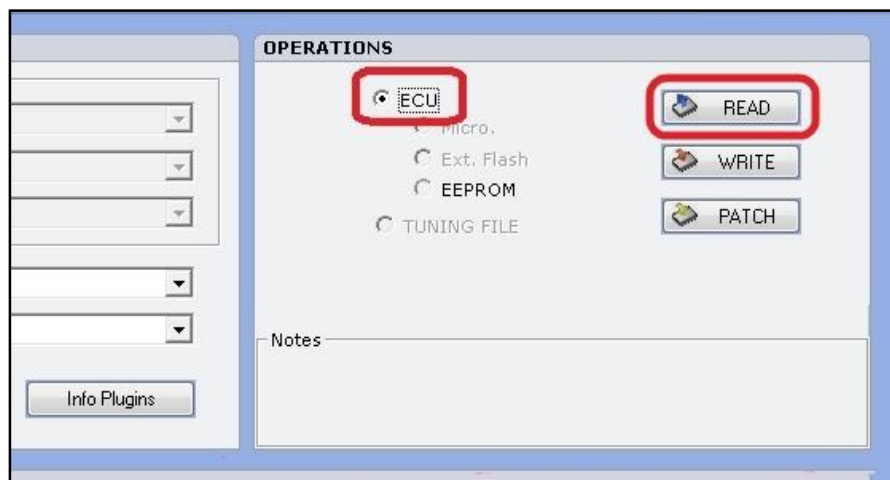 OPERATIONS
ECU
Micro.
Ext. Flash
EEPROM
TUNING FILE
READ
WRITE
PATCH
Notes
Info Plugins